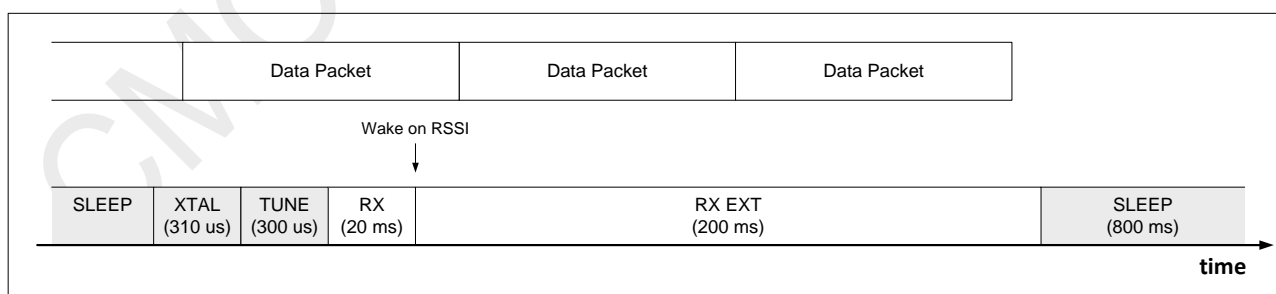 Data Packet
Data Packet
Data Packet
Wake on RSSI
SLEEP
XTAL
(310 us)
TUNE
(300 us)
RX
(20 ms)
RX EXT
(200 ms)
SLEEP
(800 ms)
time
CMO